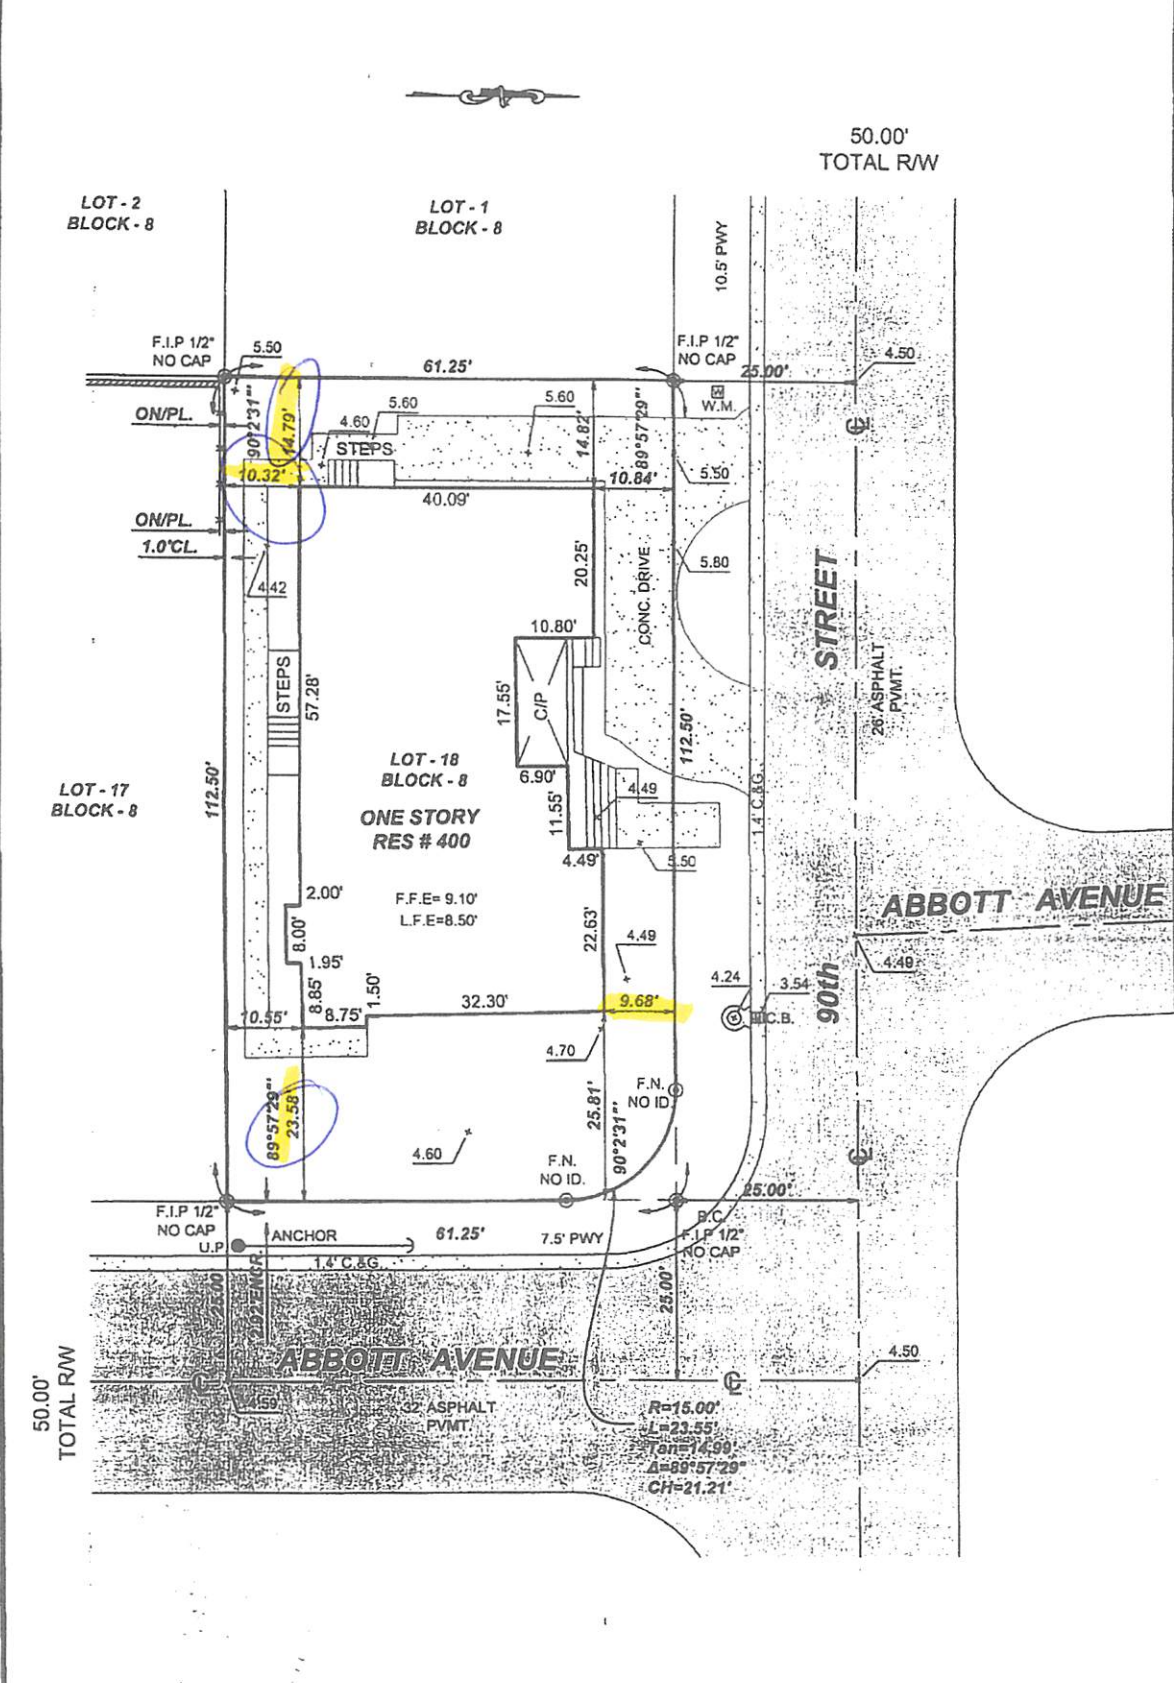 50.00'
TOTAL R/W
LOT - 2
BLOCK - 8
LOT - 1
BLOCK - 8
10.5' PWY
F.I.P 1/2"
NO CAP
5.50
61.25'
F.I.P 1/2"
NO CAP
25.00'
4.50
W.M.
ON/PL.
90°2'31"'
14.79'
4.60
5.60
5.60
14.82'
89°57'29"'
STEPS
10.32'
10.84'
5.50
40.09'
ON/PL.
1.0'CL.
4.42
20.25'
CONC. DRIVE
5.80
STREET
10.80'
STEPS
57.28'
17.55'
C/P
112.50'
26' ASPHALT
PVMT.
LOT - 17
BLOCK - 8
112.50'
LOT - 18
BLOCK - 8
6.90'
11.55'
4.49
1.4' C.&G.
ONE STORY
RES # 400
4.49'
5.50
2.00'
F.F.E= 9.10'
L.F.E=8.50'
ABBOTT AVENUE
8.00'
22.63'
4.49
4.49
1.95'
90th
4.24
3.54
8.85'
1.50'
32.30'
9.68'
10.55'
8.75'
C.B.
4.70
89°57'29"'
23.58'
25.81'
90°2'31"'
F.N.
NO ID.
4.60
F.N.
NO ID.
25.00'
F.I.P 1/2"
NO CAP
B.C.
F.I.P 1/2"
NO CAP
U.P.
ANCHOR
61.25'
7.5' PWY
1.4' C.&G.
25.00'
2.02'ENCR.
25.00'
ABBOTT AVENUE
4.50
50.00'
TOTAL R/W
4.59
32' ASPHALT
PVMT.
R=15.00'
L=23.55'
Tan=14.99'
Δ=89°57'29"
CH=21.21'